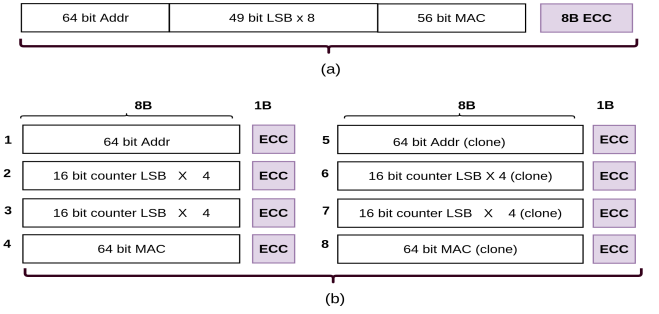 64 bit Addr 49 bit LSB x 8 56 bit MAC 8B ECC
(a)
8B 1B 8B 1B
1 64 bit Addr ECC 5 64 bit Addr (clone) ECC
2 16 bit counter LSB X 4 ECC 6 16 bit counter LSB X 4 (clone) ECC
3 16 bit counter LSB X 4 ECC 7 16 bit counter LSB X 4 (clone) ECC
4 64 bit MAC ECC 8 64 bit MAC (clone) ECC
(b)